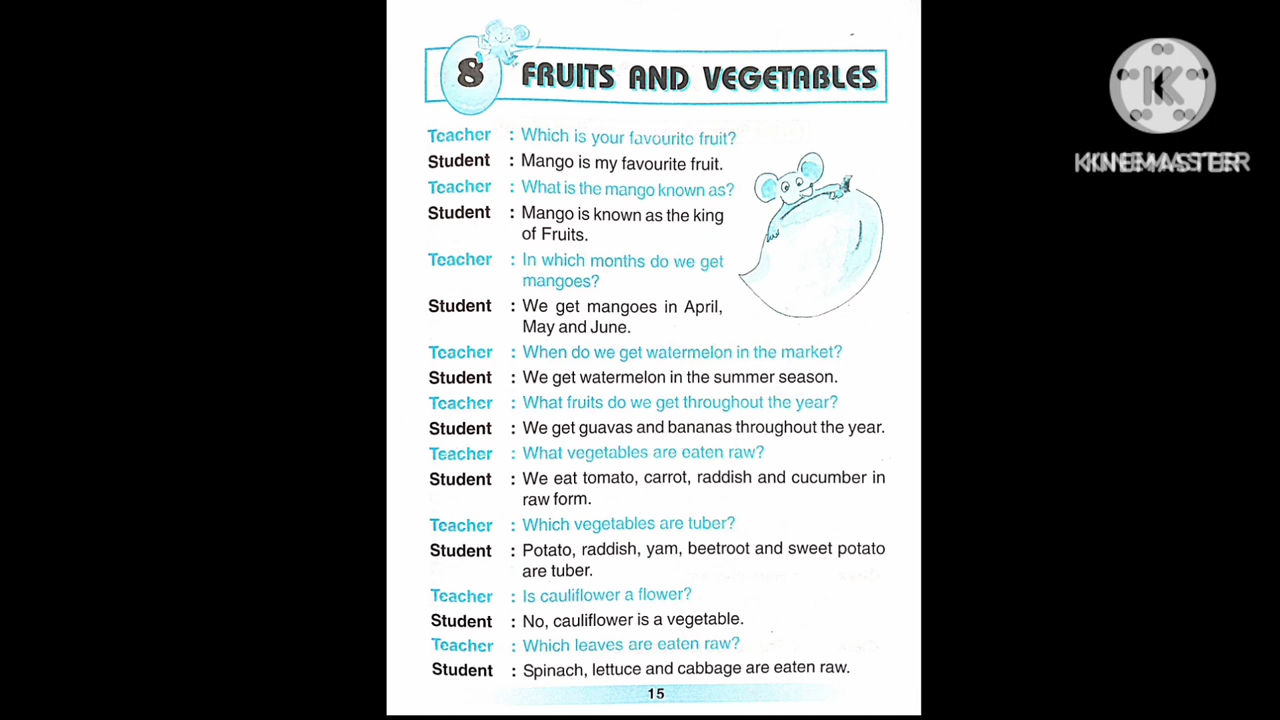 8 FRUITS AND VEGETABLES
Teacher : Which is your favourite fruit?
Student : Mango is my favourite fruit.
Teacher : What is the mango known as?
Student : Mango is known as the king
of Fruits.
Teacher : In which months do we get
mangoes?
Student : We get mangoes in April,
May and June.
Teacher : When do we get watermelon in the market?
Student : We get watermelon in the summer season.
Teacher : What fruits do we get throughout the year?
Student : We get guavas and bananas throughout the year.
Teacher : What vegetables are eaten raw?
Student : We eat tomato, carrot, raddish and cucumber in
raw form.
Teacher : Which vegetables are tuber?
Student : Potato, raddish, yam, beetroot and sweet potato
are tuber.
Teacher : Is cauliflower a flower?
Student : No, cauliflower is a vegetable.
Teacher : Which leaves are eaten raw?
Student : Spinach, lettuce and cabbage are eaten raw.
15
K
KINEMASTER